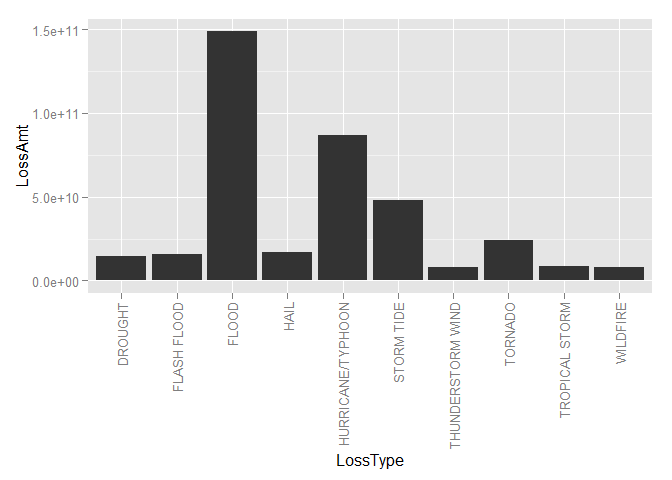 1.5e+11
1.0e+11
5.0e+10
0.0e+00
LossAmt
DROUGHT
FLASH FLOOD
FLOOD
HAIL
HURRICANE/TYPHOON
STORM TIDE
THUNDERSTORM WIND
TORNADO
TROPICAL STORM
WILDFIRE
LossType